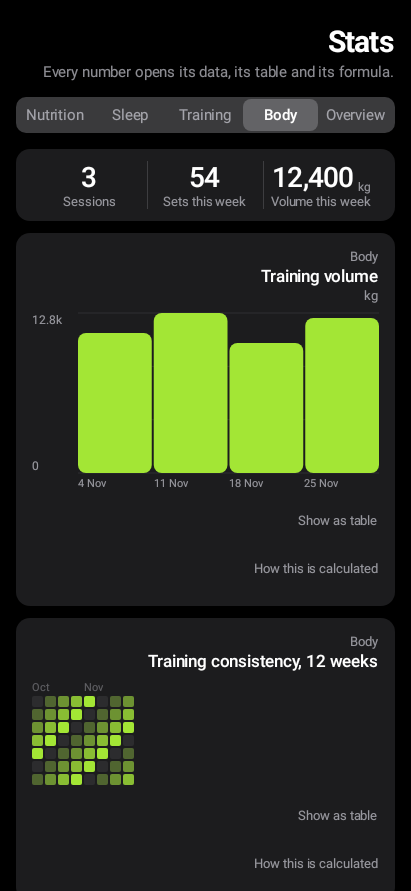 Stats
Every number opens its data, its table and its formula.
Nutrition Sleep Training Body Overview
3 54 12,400 kg
Sessions Sets this week Volume this week
Body
Training volume
kg
12.8k
0
4 Nov 11 Nov 18 Nov 25 Nov
Show as table
How this is calculated
Body
Training consistency, 12 weeks
Oct Nov
Show as table
How this is calculated